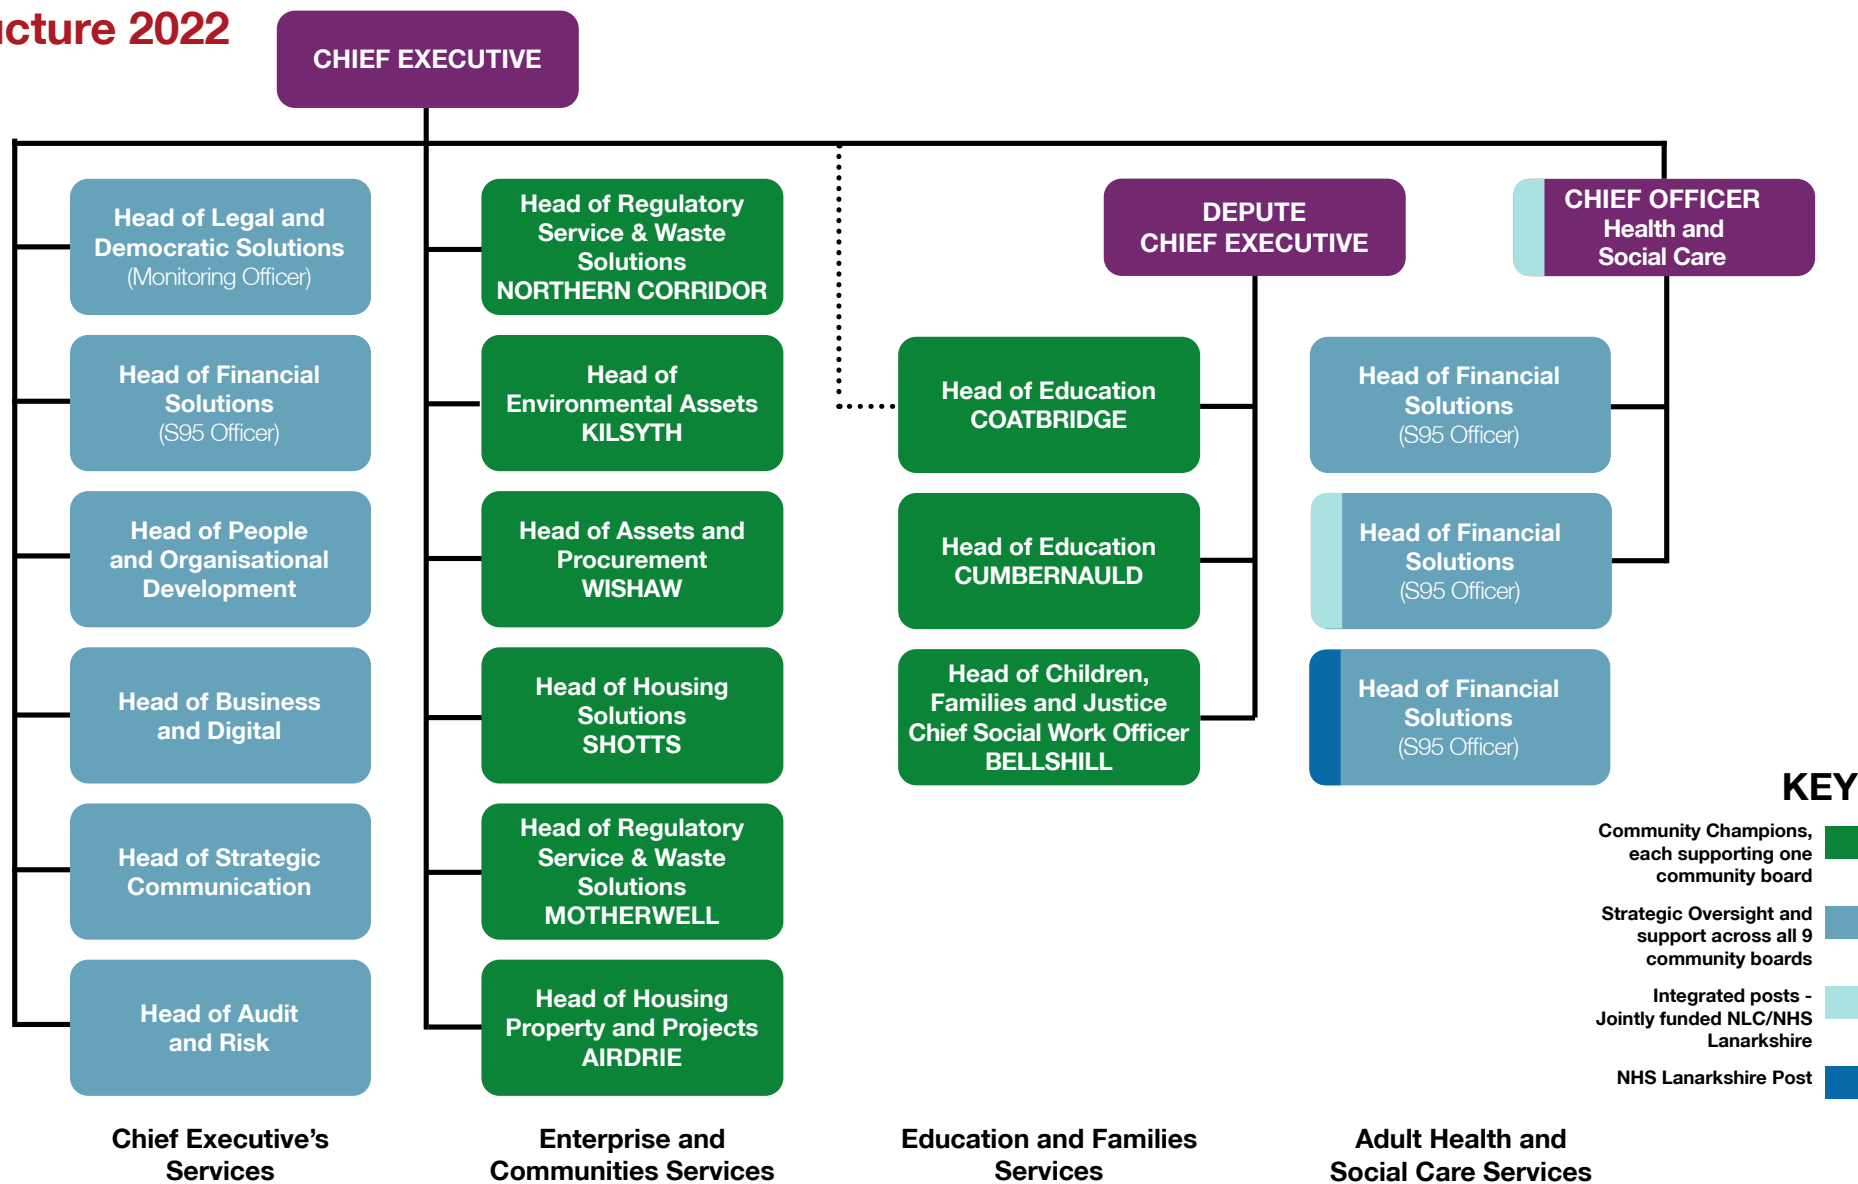 ucture 2022
CHIEF EXECUTIVE
Head of Legal and
Democratic Solutions
(Monitoring Officer)
Head of Financial
Solutions
(S95 Officer)
Head of People
and Organisational
Development
Head of Business
and Digital
Head of Strategic
Communication
Head of Audit
and Risk
Chief Executive's
Services
Head of Regulatory
Service & Waste
Solutions
NORTHERN CORRIDOR
Head of
Environmental Assets
KILSYTH
Head of Assets and
Procurement
WISHAW
Head of Housing
Solutions
SHOTTS
Head of Regulatory
Service & Waste
Solutions
MOTHERWELL
Head of Housing
Property and Projects
AIRDRIE
Enterprise and
Communities Services
DEPUTE
CHIEF EXECUTIVE
Head of Education
COATBRIDGE
Head of Education
CUMBERNAULD
Head of Children,
Families and Justice
Chief Social Work Officer
BELLSHILL
Education and Families
Services
CHIEF OFFICER
Health and
Social Care
Head of Financial
Solutions
(S95 Officer)
Head of Financial
Solutions
(S95 Officer)
Head of Financial
Solutions
(S95 Officer)
Adult Health and
Social Care Services
KEY
Community Champions,
each supporting one
community board
Strategic Oversight and
support across all 9
community boards
Integrated posts -
Jointly funded NLC/NHS
Lanarkshire
NHS Lanarkshire Post